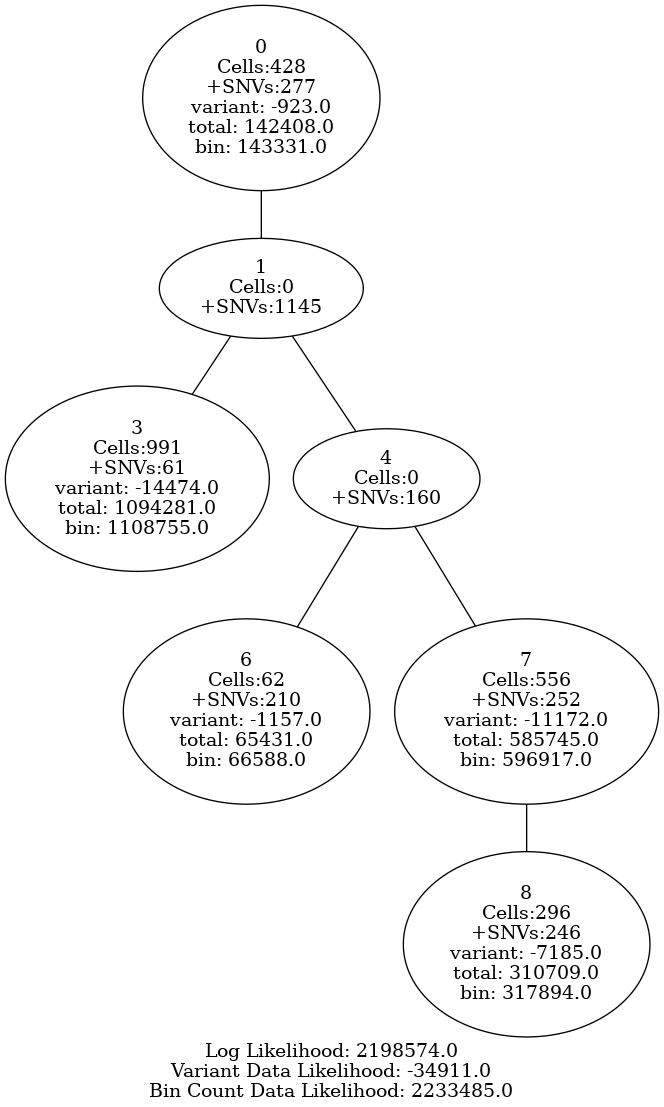 0
Cells:428
+SNVs:277
variant: -923.0
total: 142408.0
bin: 143331.0
1
Cells:0
+SNVs:1145
3
Cells:991
+SNVs:61
variant: -14474.0
total: 1094281.0
bin: 1108755.0
4
Cells:0
+SNVs:160
6
Cells:62
+SNVs:210
variant: -1157.0
total: 65431.0
bin: 66588.0
7
Cells:556
+SNVs:252
variant: -11172.0
total: 585745.0
bin: 596917.0
8
Cells:296
+SNVs:246
variant: -7185.0
total: 310709.0
bin: 317894.0
Log Likelihood: 2198574.0
Variant Data Likelihood: -34911.0
Bin Count Data Likelihood: 2233485.0